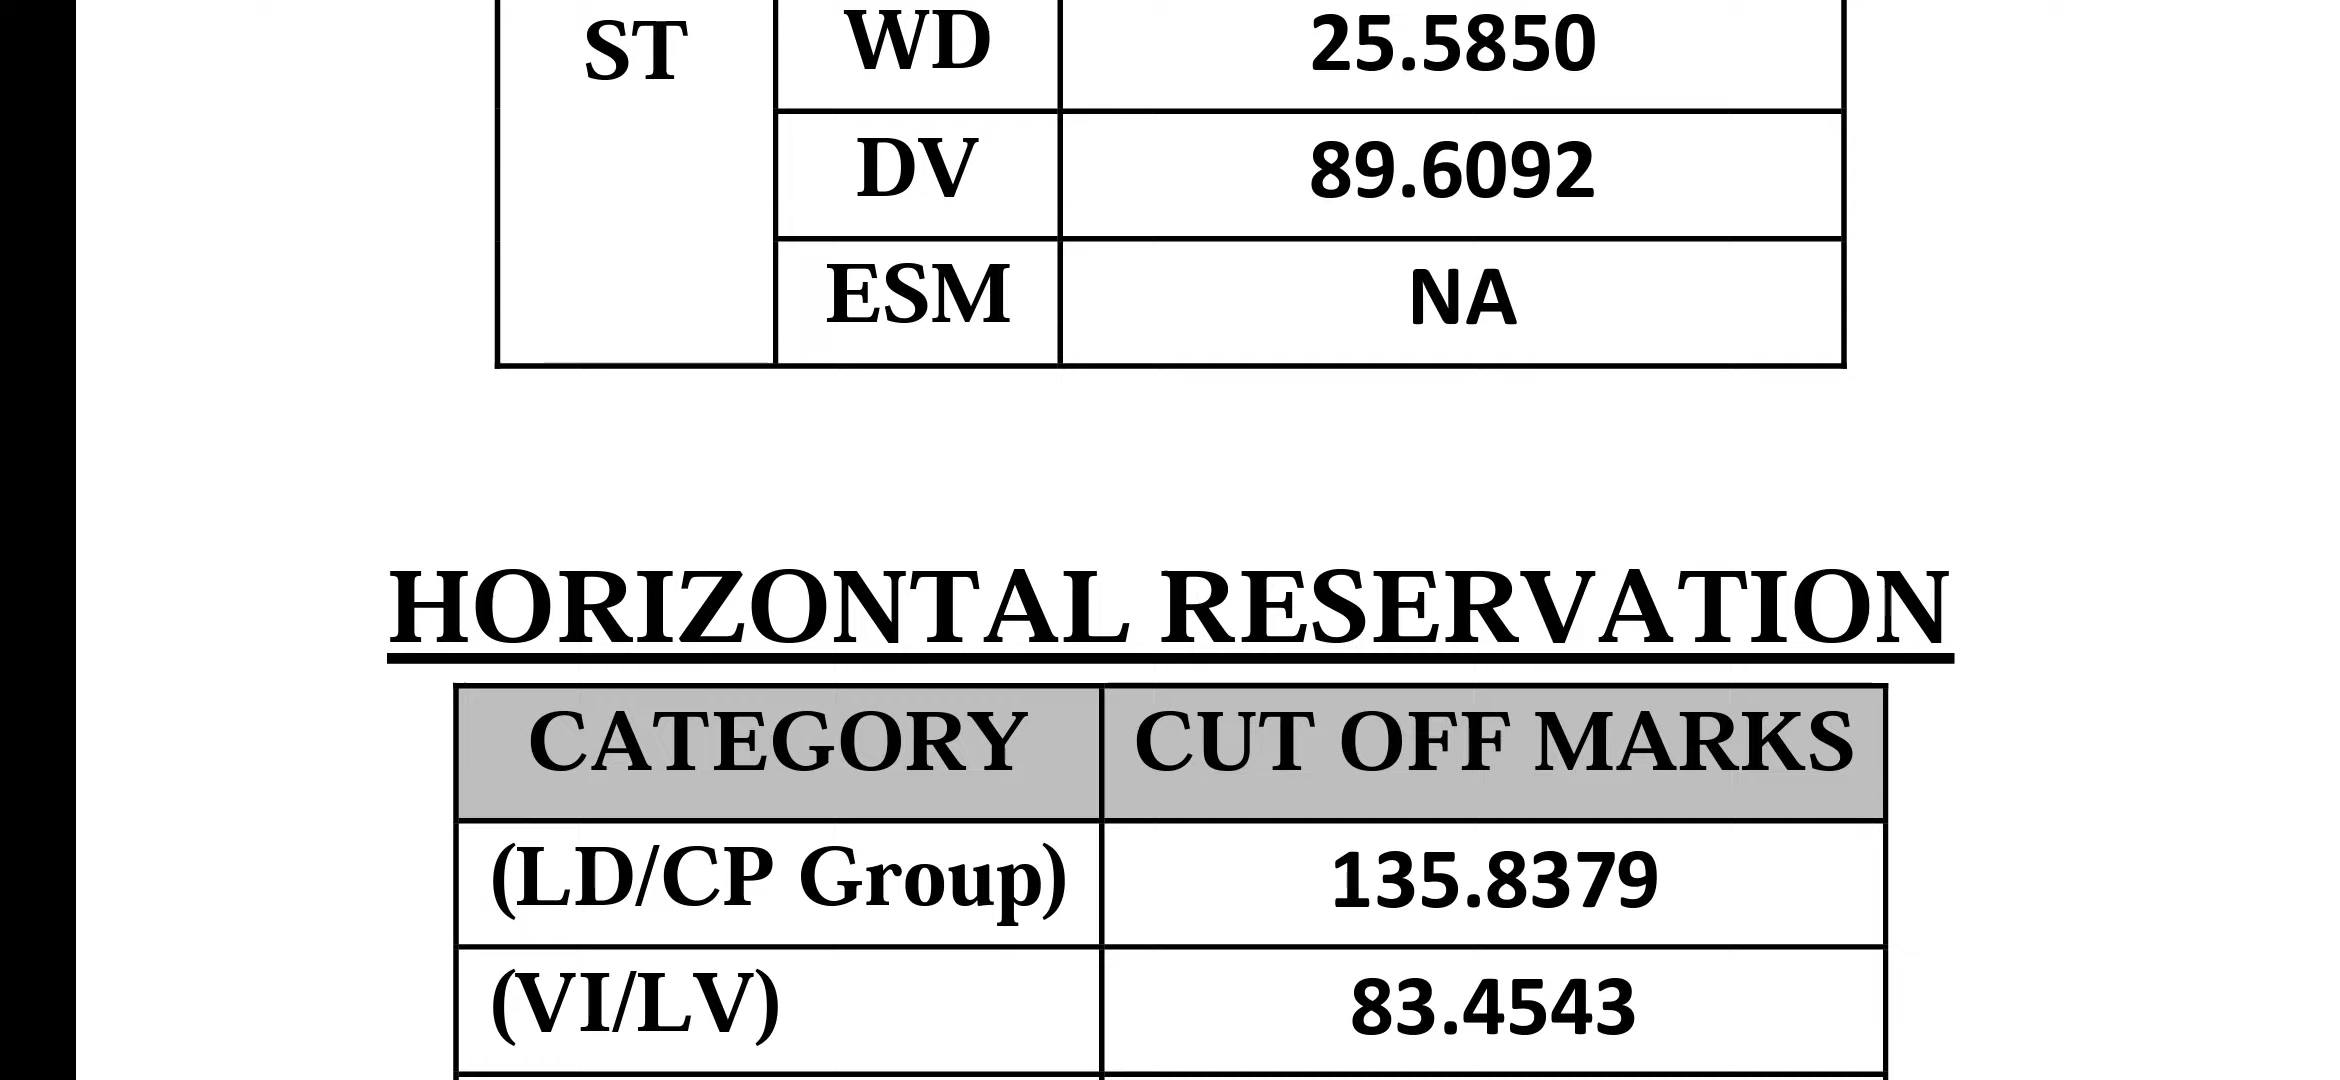 ST WD 25.5850
DV 89.6092
ESM NA
HORIZONTAL RESERVATION
CATEGORY CUT OFF MARKS
(LD/CP Group) 135.8379
(VI/LV) 83.4543